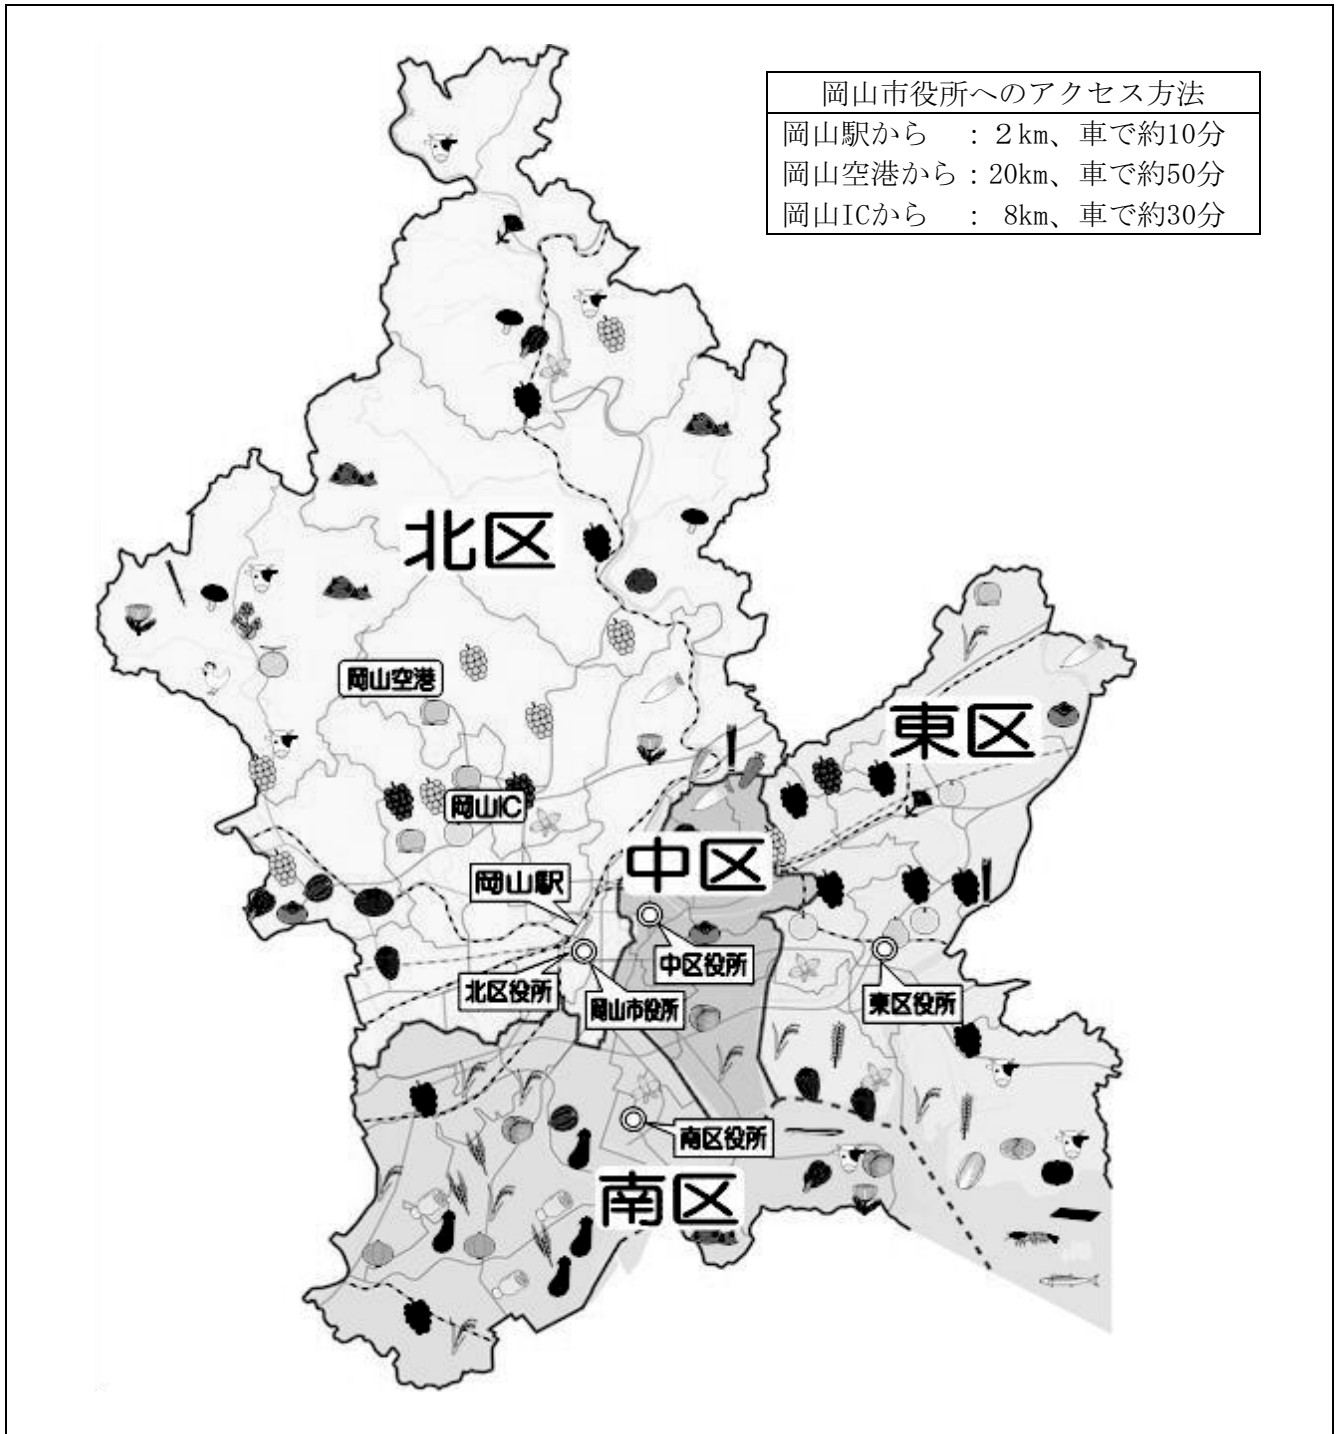 岡山市役所へのアクセス方法
岡山駅から　：２km、車で約10分
岡山空港から：20km、車で約50分
岡山ICから　： 8km、車で約30分
北区
岡山空港
東区
岡山IC
中区
岡山駅
中区役所
北区役所
岡山市役所
東区役所
南区役所
南区